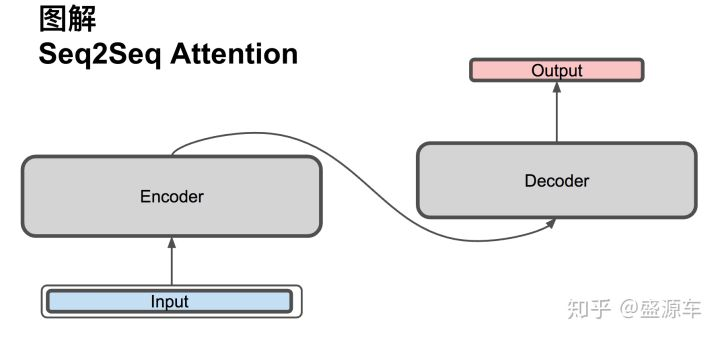 图解
Seq2Seq Attention
Output
Encoder
Decoder
Input
知乎 @盛源车